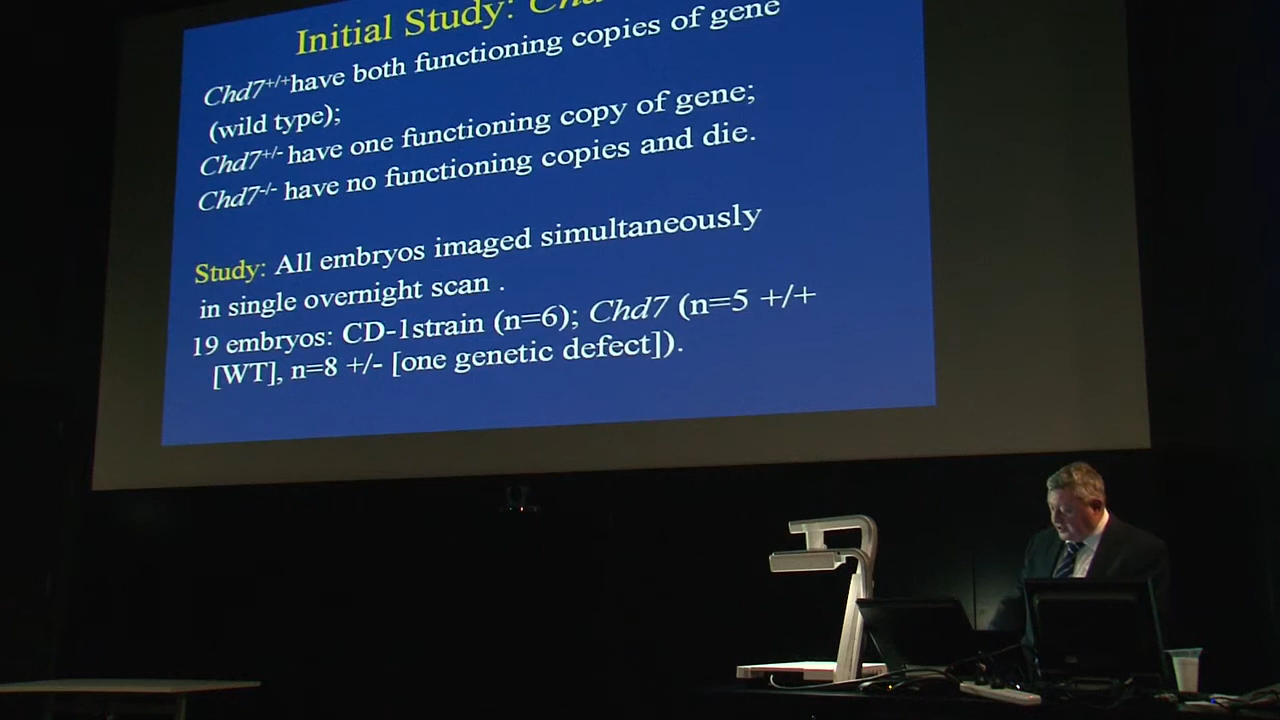 Initial Study:
Chd7+/+have both functioning copies of gene
(wild type);
Chd7+/- have one functioning copy of gene;
Chd7-/- have no functioning copies and die.
Study: All embryos imaged simultaneously
in single overnight scan .
19 embryos: CD-1strain (n=6); Chd7 (n=5 +/+
[WT], n=8 +/- [one genetic defect]).